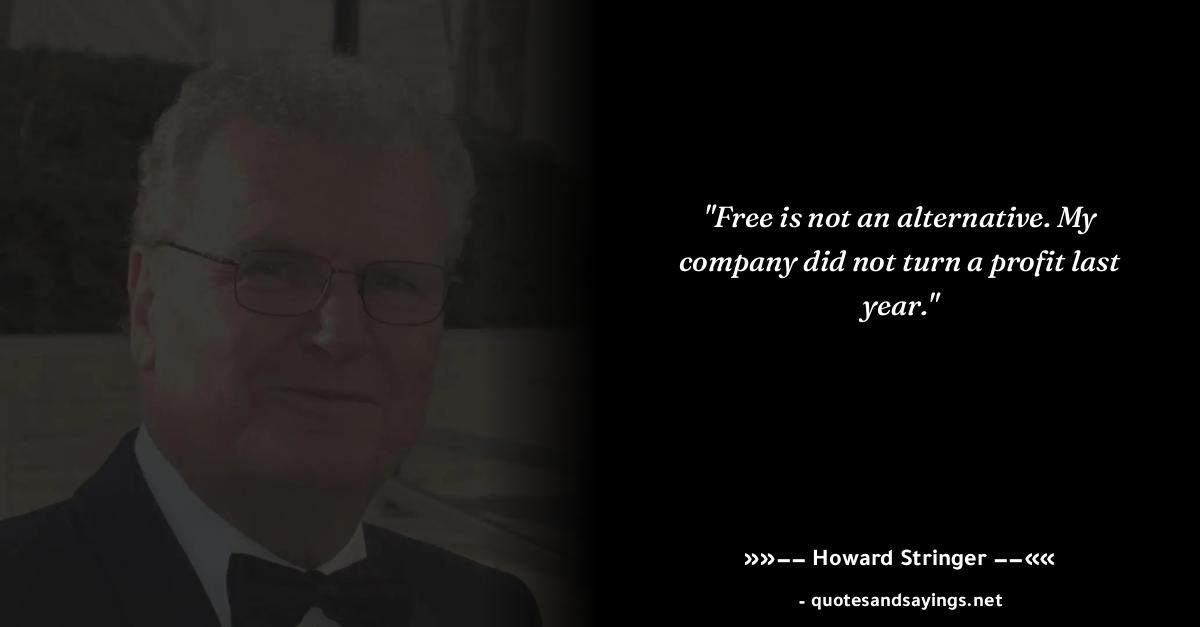 "Free is not an alternative. My
company did not turn a profit last
year."
»»−− Howard Stringer −−««
- quotesandsayings.net